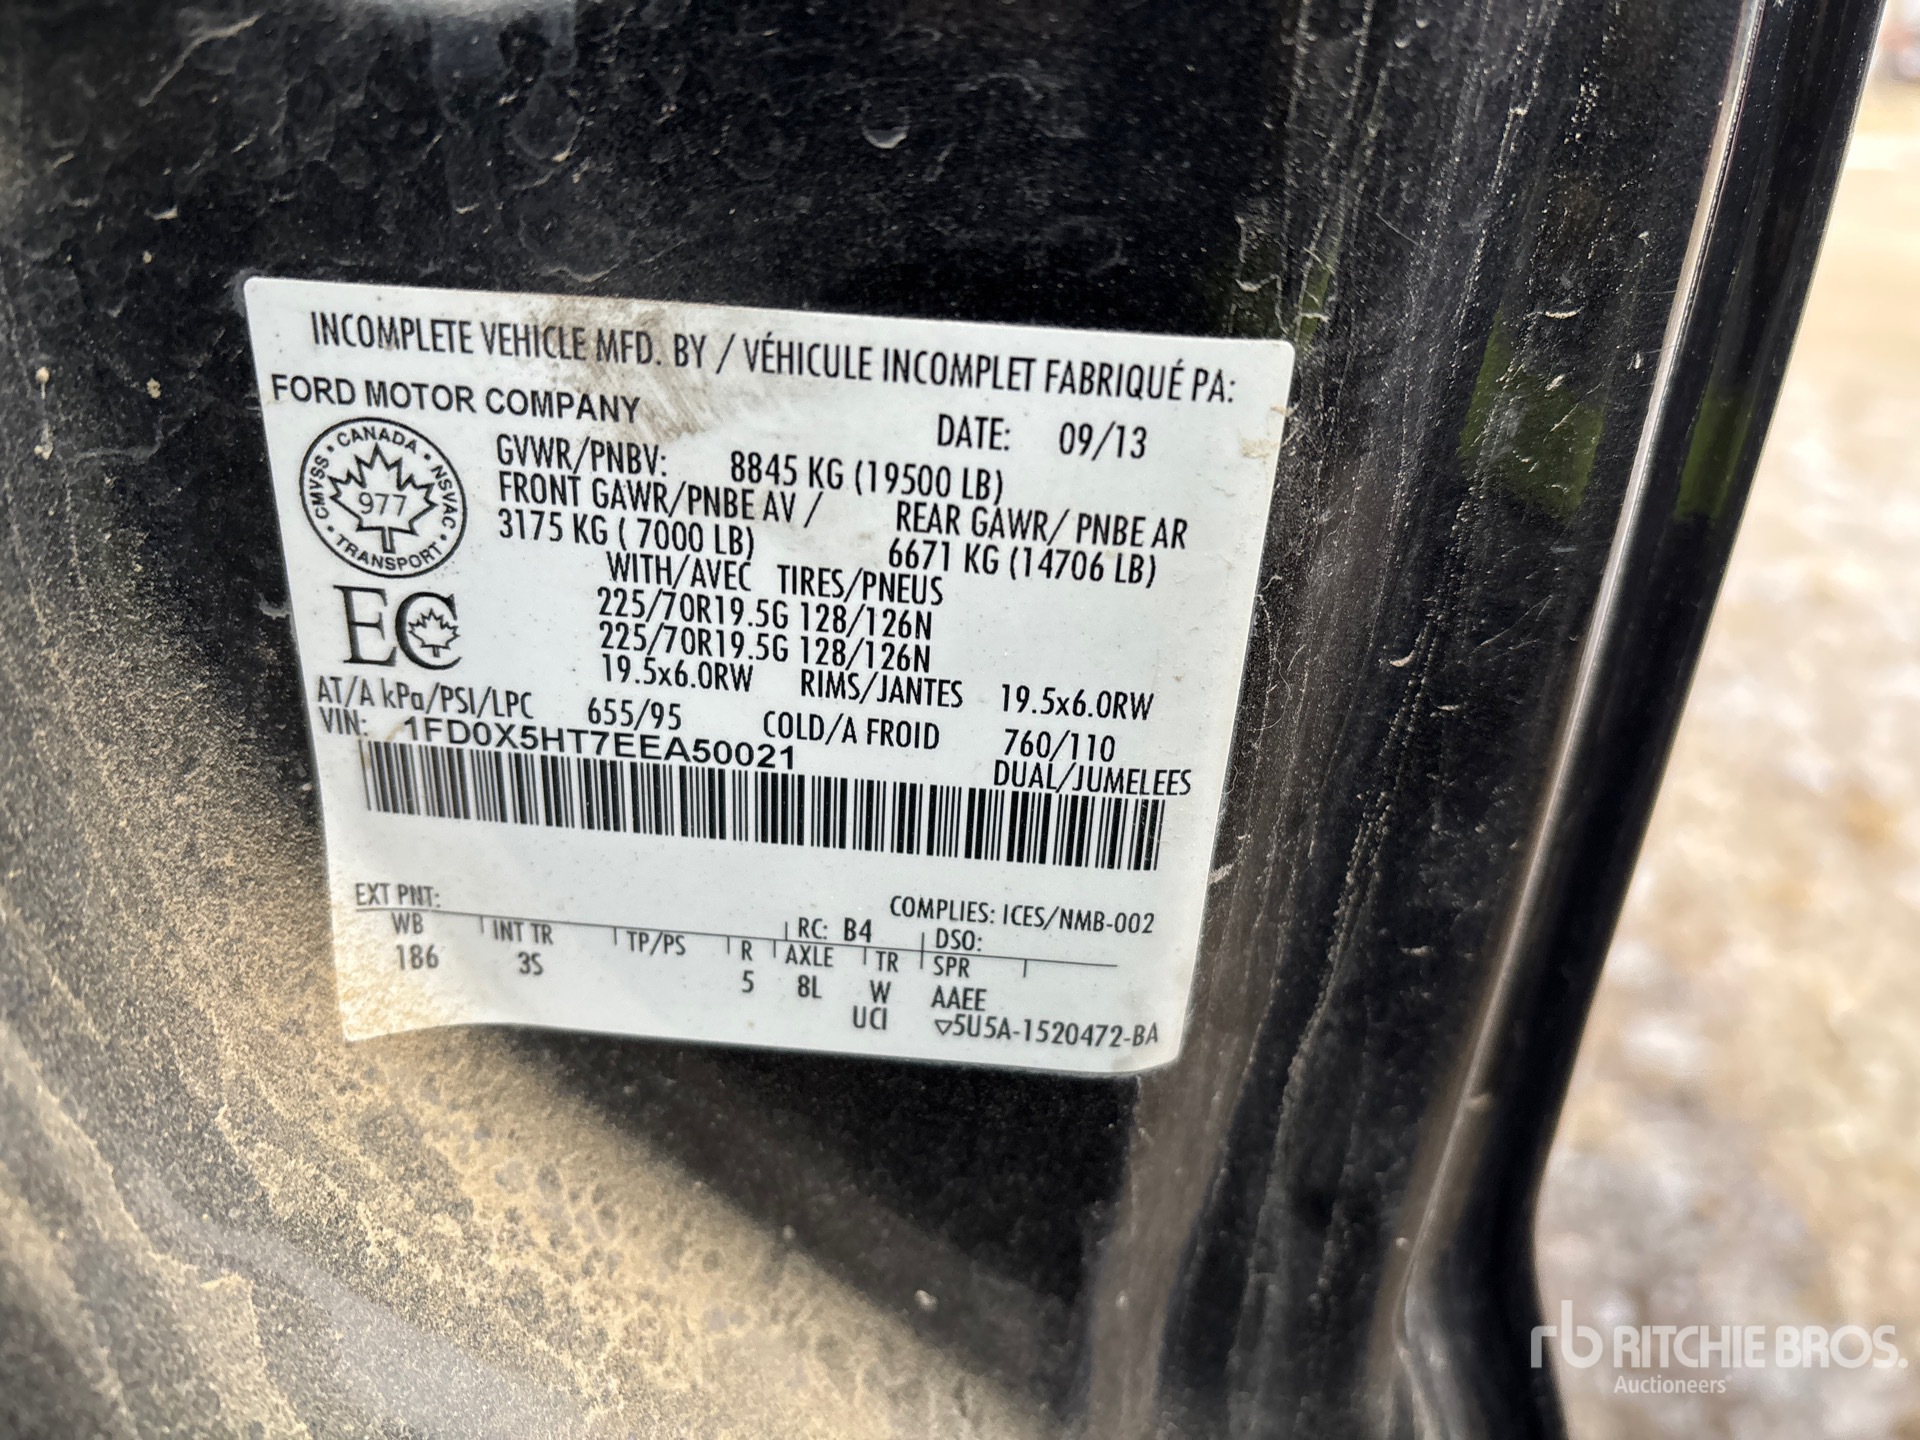 INCOMPLETE VEHICLE MFD. BY / VÉHICULE INCOMPLET FABRIQUÉ PA:
FORD MOTOR COMPANY
DATE: 09/13
CANADA · NSVAC · TRANSPORT · CMVSS ·
977
GVWR/PNBV: 8845 KG (19500 LB)
FRONT GAWR/PNBE AV / REAR GAWR/ PNBE AR
3175 KG ( 7000 LB) 6671 KG (14706 LB)
WITH/AVEC TIRES/PNEUS
225/70R19.5G 128/126N
225/70R19.5G 128/126N
EC
19.5x6.0RW RIMS/JANTES 19.5x6.0RW
AT/A kPa/PSI/LPC 655/95 COLD/A FROID 760/110
VIN: 1FD0X5HT7EEA50021
DUAL/JUMELEES
EXT PNT: COMPLIES: ICES/NMB-002
RC: B4 DSO:
WB INT TR TP/PS R AXLE TR SPR
186 3S 5 8L W AAEE
UCI ▽5U5A-1520472-BA
rb RITCHIE BROS.
Auctioneers